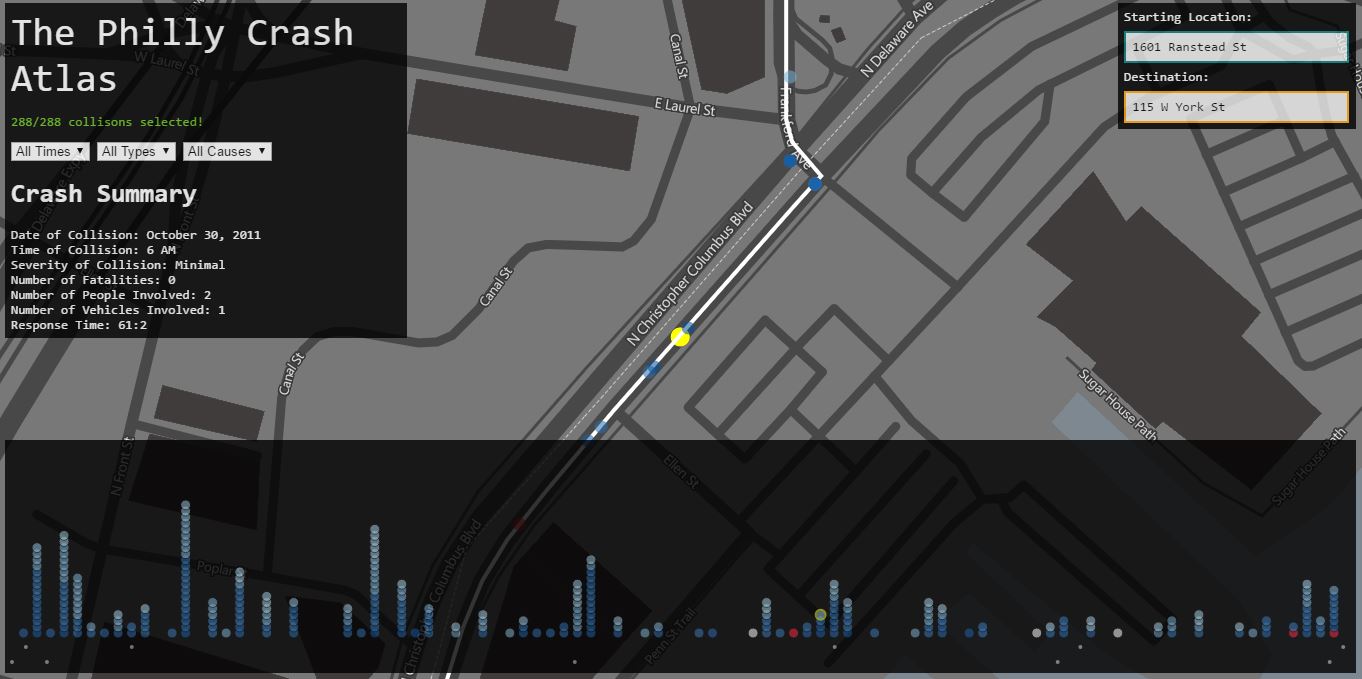 The Philly Crash
Atlas
288/288 collisons selected!
All Times ▼ All Types ▼ All Causes ▼
Crash Summary
Date of Collision: October 30, 2011
Time of Collision: 6 AM
Severity of Collision: Minimal
Number of Fatalities: 0
Number of People Involved: 2
Number of Vehicles Involved: 1
Response Time: 61:2
Starting Location:
1601 Ranstead St
Destination:
115 W York St
W Laurel St
Canal St
E Laurel St
N Delaware Ave
Frankford Ave
N Christopher Columbus Blvd
Canal St
Canal St
N Front St
Ellen St
Sugar House Path
Sugar House Path
Poplar
Columbus Blvd
Penn St Trail